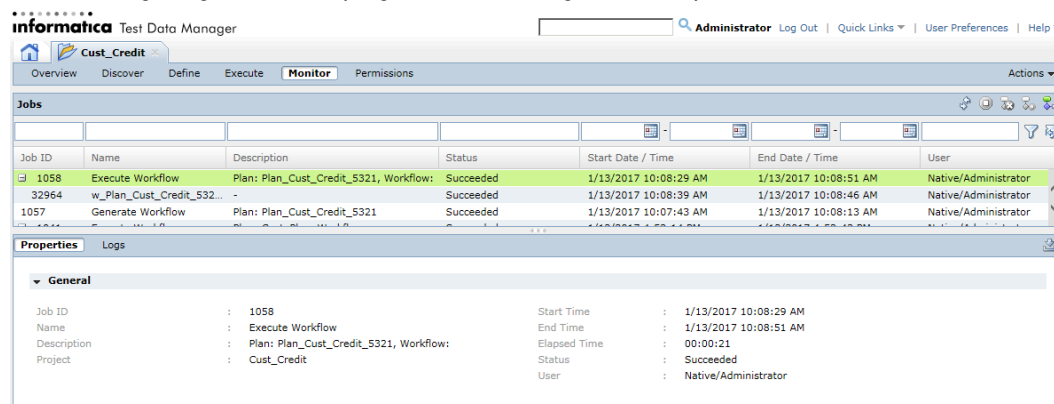 informatica Test Data Manager Administrator Log Out | Quick Links | User Preferences | Help
Cust_Credit
Overview Discover Define Execute Monitor Permissions Actions
Jobs
- -
Job ID Name Description Status Start Date / Time End Date / Time User
1058 Execute Workflow Plan: Plan_Cust_Credit_5321, Workflow: Succeeded 1/13/2017 10:08:29 AM 1/13/2017 10:08:51 AM Native/Administrator
32964 w_Plan_Cust_Credit_532... - Succeeded 1/13/2017 10:08:39 AM 1/13/2017 10:08:46 AM Native/Administrator
1057 Generate Workflow Plan: Plan_Cust_Credit_5321 Succeeded 1/13/2017 10:07:43 AM 1/13/2017 10:08:13 AM Native/Administrator
Properties Logs
General
Job ID : 1058 Start Time : 1/13/2017 10:08:29 AM
Name : Execute Workflow End Time : 1/13/2017 10:08:51 AM
Description : Plan: Plan_Cust_Credit_5321, Workflow: Elapsed Time : 00:00:21
Project : Cust_Credit Status : Succeeded
User : Native/Administrator